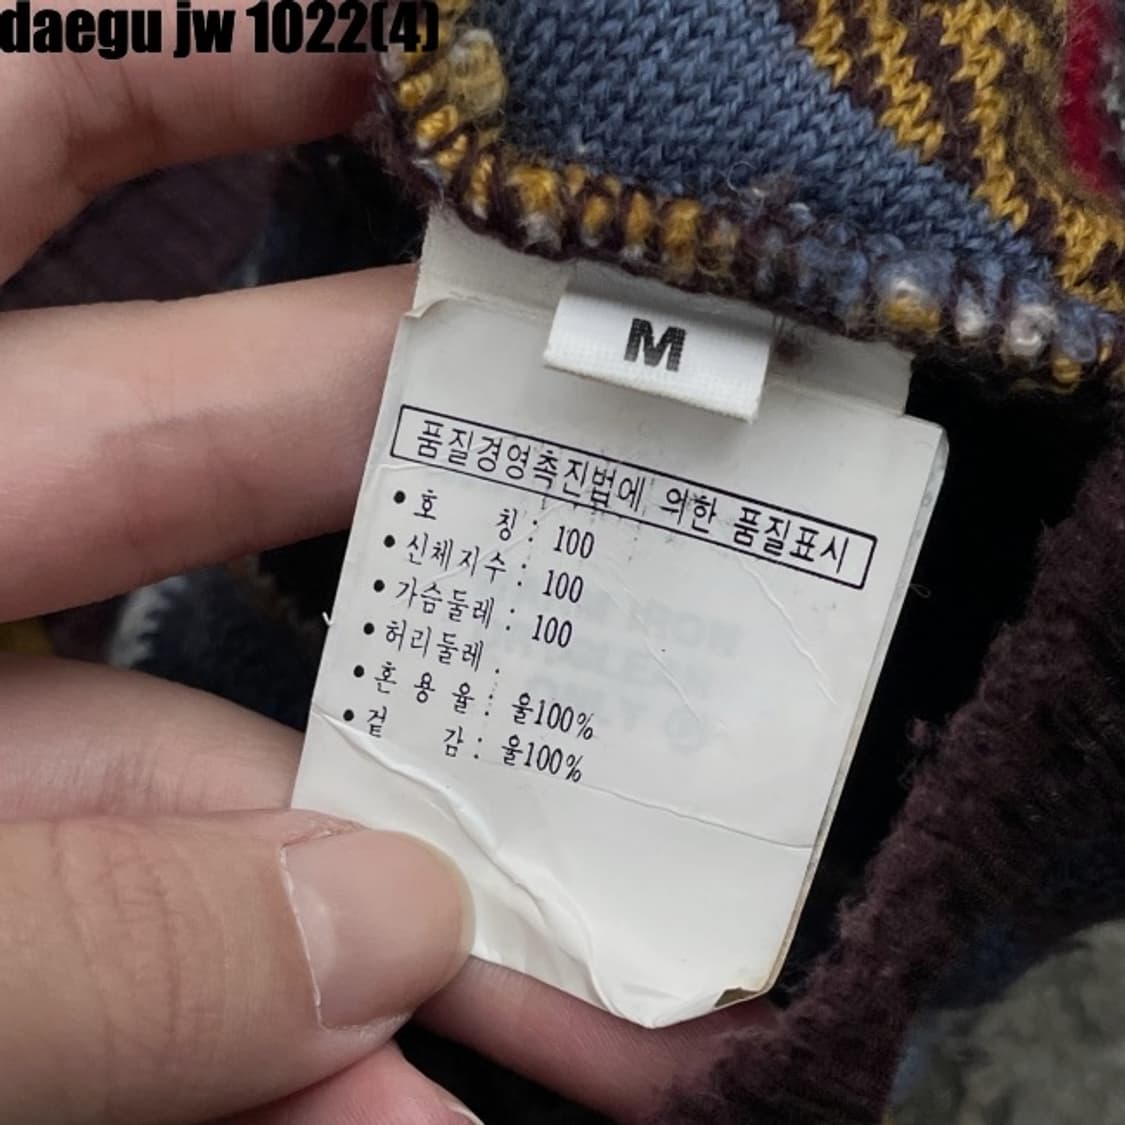 daegu jw 1022(4)
M
품질경영촉진법에 의한 품질표시
• 호 칭 : 100
• 신체지수 : 100
• 가슴둘레 : 100
• 허리둘레 .
• 혼 용 율 : 울100%
• 겉 감 : 울100%